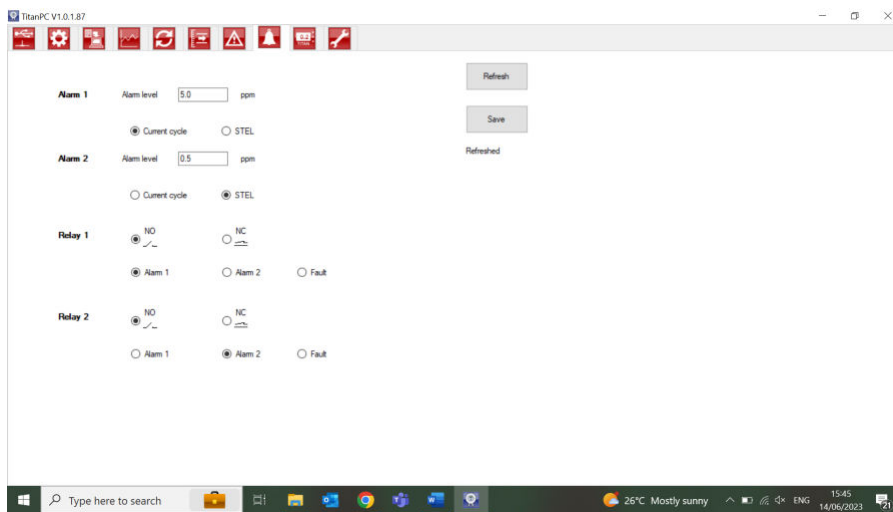 TitanPC V1.0.1.87
Refresh
Alarm 1 Alarm level 5.0 ppm
Save
Current cycle STEL
Refreshed
Alarm 2 Alarm level 0.5 ppm
Current cycle STEL
Relay 1 NO NC
Alarm 1 Alarm 2 Fault
Relay 2 NO NC
Alarm 1 Alarm 2 Fault
Type here to search 26°C Mostly sunny ENG 15:45
14/06/2023 21